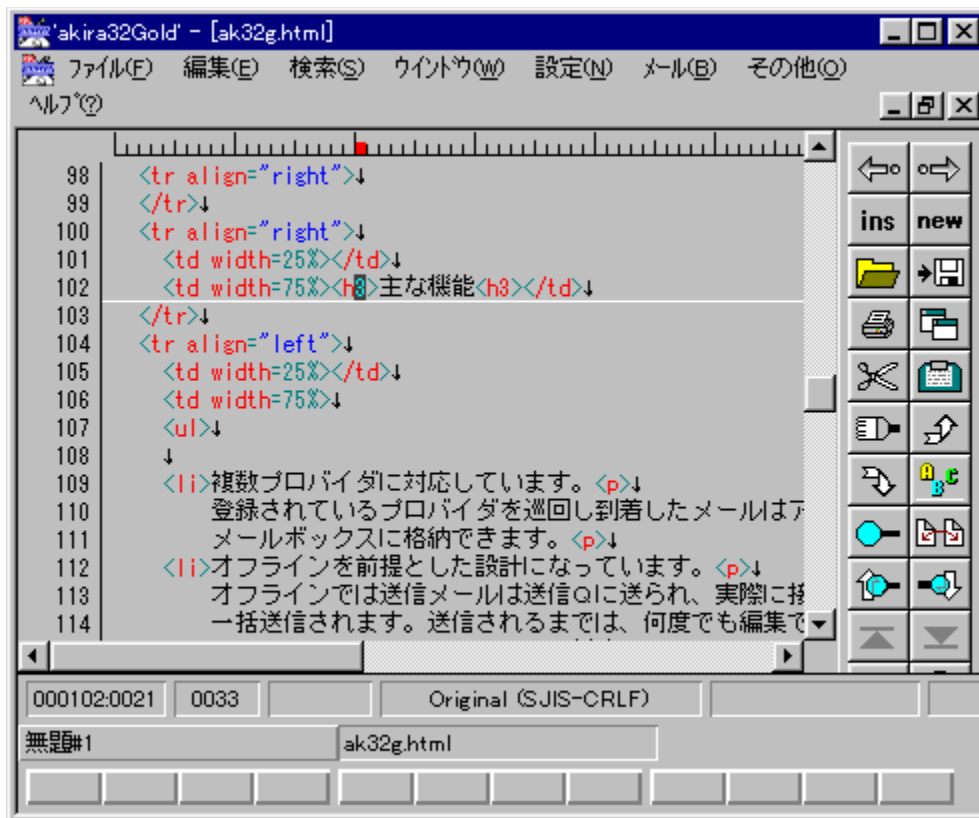 'akira32Gold' - [ak32g.html]
ファイル(F) 編集(E) 検索(S) ウインドウ(W) 設定(N) メール(B) その他(O)
ヘルプ(?)
98 <tr align="right">↓
99 </tr>↓
100 <tr align="right">↓
101 <td width=25%></td>↓
102 <td width=75%><h3>主な機能<h3></td>↓
103 </tr>↓
104 <tr align="left">↓
105 <td width=25%></td>↓
106 <td width=75%>↓
107 <ul>↓
108 ↓
109 <li>複数プロバイダに対応しています。<p>↓
110 登録されているプロバイダを巡回し到着したメールはア
111 メールボックスに格納できます。<p>↓
112 <li>オフラインを前提とした設計になっています。<p>↓
113 オフラインでは送信メールは送信Qに送られ、実際に接
114 一括送信されます。送信されるまでは、何度でも編集で
ins new
A B C
000102:0021 0033 Original (SJIS-CRLF)
無題#1 ak32g.html